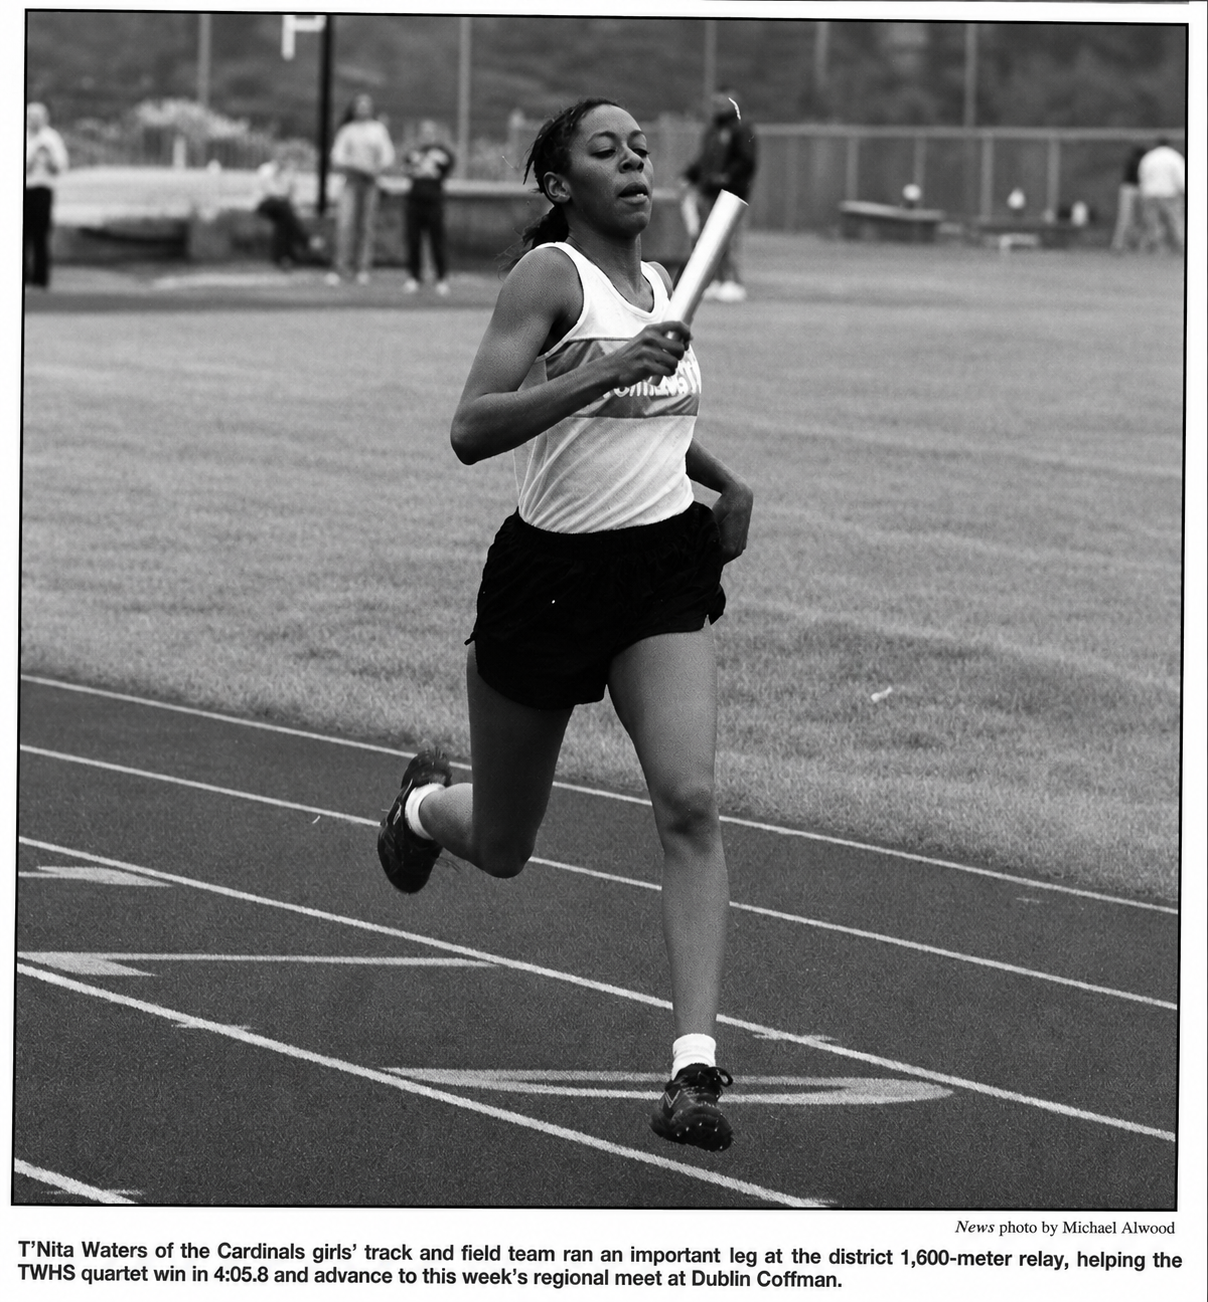 News photo by Michael Alwood
T'Nita Waters of the Cardinals girls' track and field team ran an important leg at the district 1,600-meter relay, helping the
TWHS quartet win in 4:05.8 and advance to this week's regional meet at Dublin Coffman.